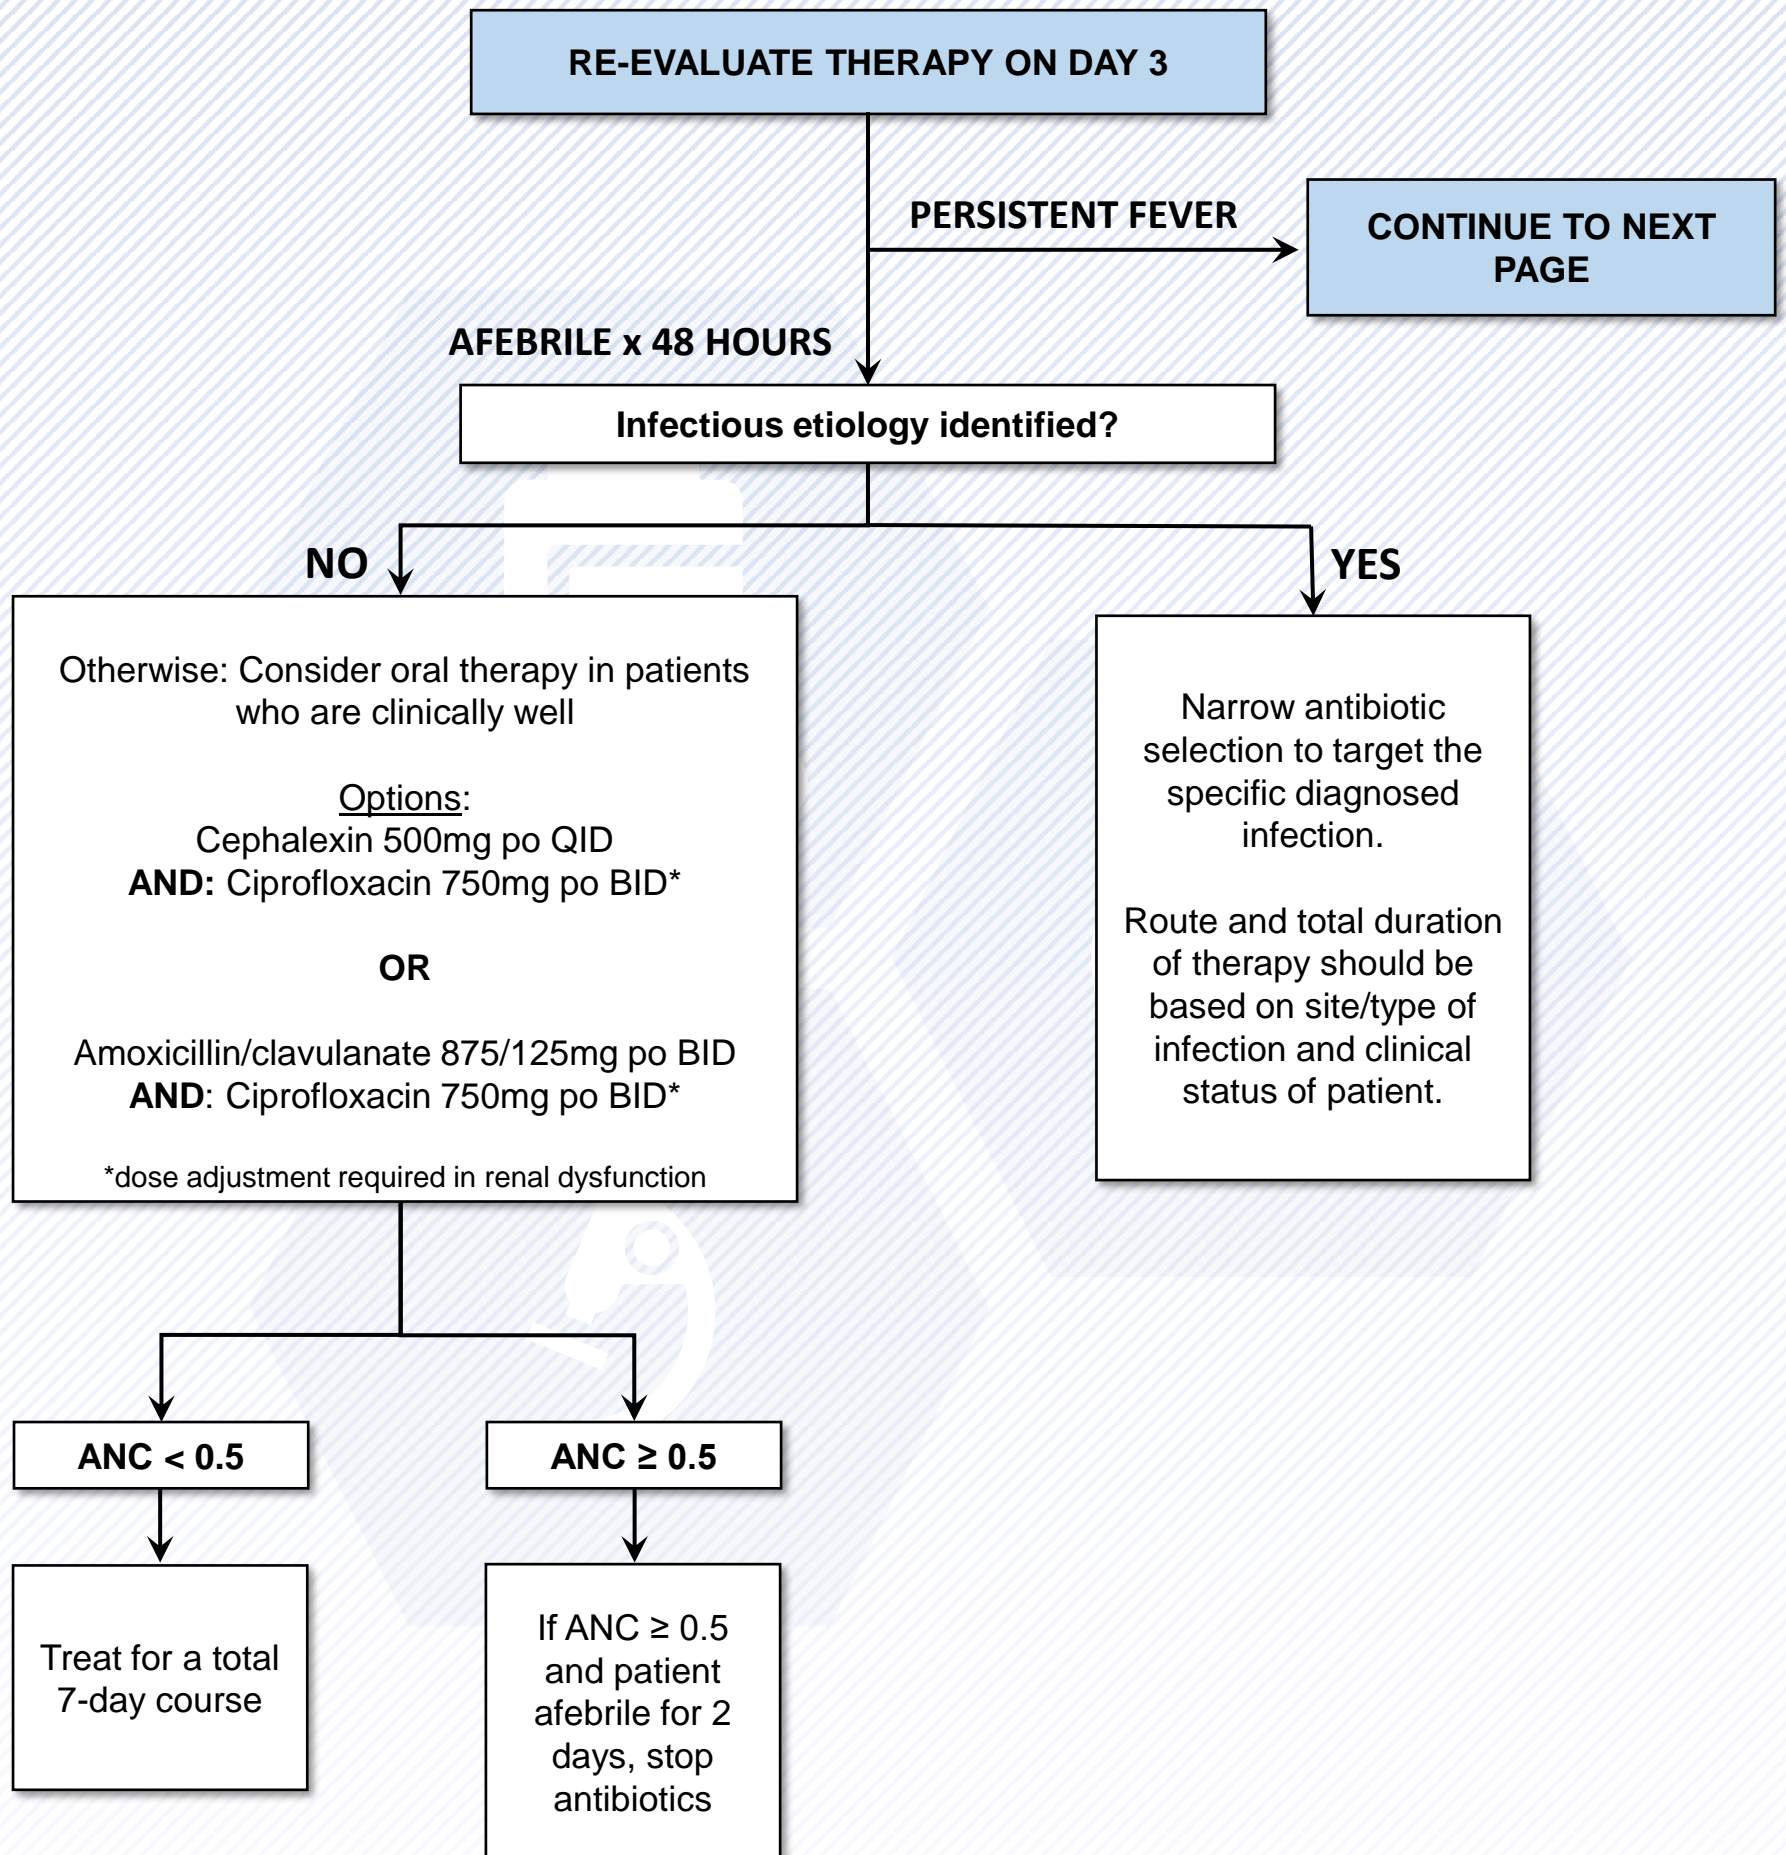 RE-EVALUATE THERAPY ON DAY 3
PERSISTENT FEVER
CONTINUE TO NEXT
PAGE
AFEBRILE x 48 HOURS
Infectious etiology identified?
NO
YES
Otherwise: Consider oral therapy in patients
who are clinically well
Options:
Cephalexin 500mg po QID
AND: Ciprofloxacin 750mg po BID*
OR
Amoxicillin/clavulanate 875/125mg po BID
AND: Ciprofloxacin 750mg po BID*
*dose adjustment required in renal dysfunction
Narrow antibiotic
selection to target the
specific diagnosed
infection.
Route and total duration
of therapy should be
based on site/type of
infection and clinical
status of patient.
ANC < 0.5
ANC ≥ 0.5
Treat for a total
7-day course
If ANC ≥ 0.5
and patient
afebrile for 2
days, stop
antibiotics